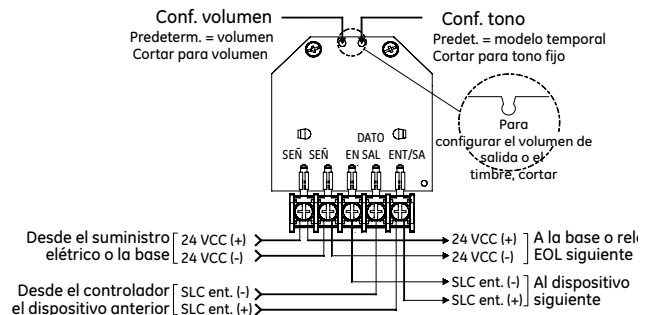 Conf. volumen
Predeterm. = volumen
Cortar para volumen
Conf. tono
Predet. = modelo temporal
Cortar para tono fijo
Para
configurar el volumen de
salida o el
timbre, cortar
DATO
SEÑ SEÑ EN SAL ENT/SA
Desde el suministro
elétrico o la base
24 VCC (+)
24 VCC (-)
Desde el controlador
el dispositivo anterior
SLC ent. (-)
SLC ent. (+)
24 VCC (+)
24 VCC (-)
A la base o
EOL siguiente
SLC ent. (-)
SLC ent. (+)
Al dispositivo
siguiente